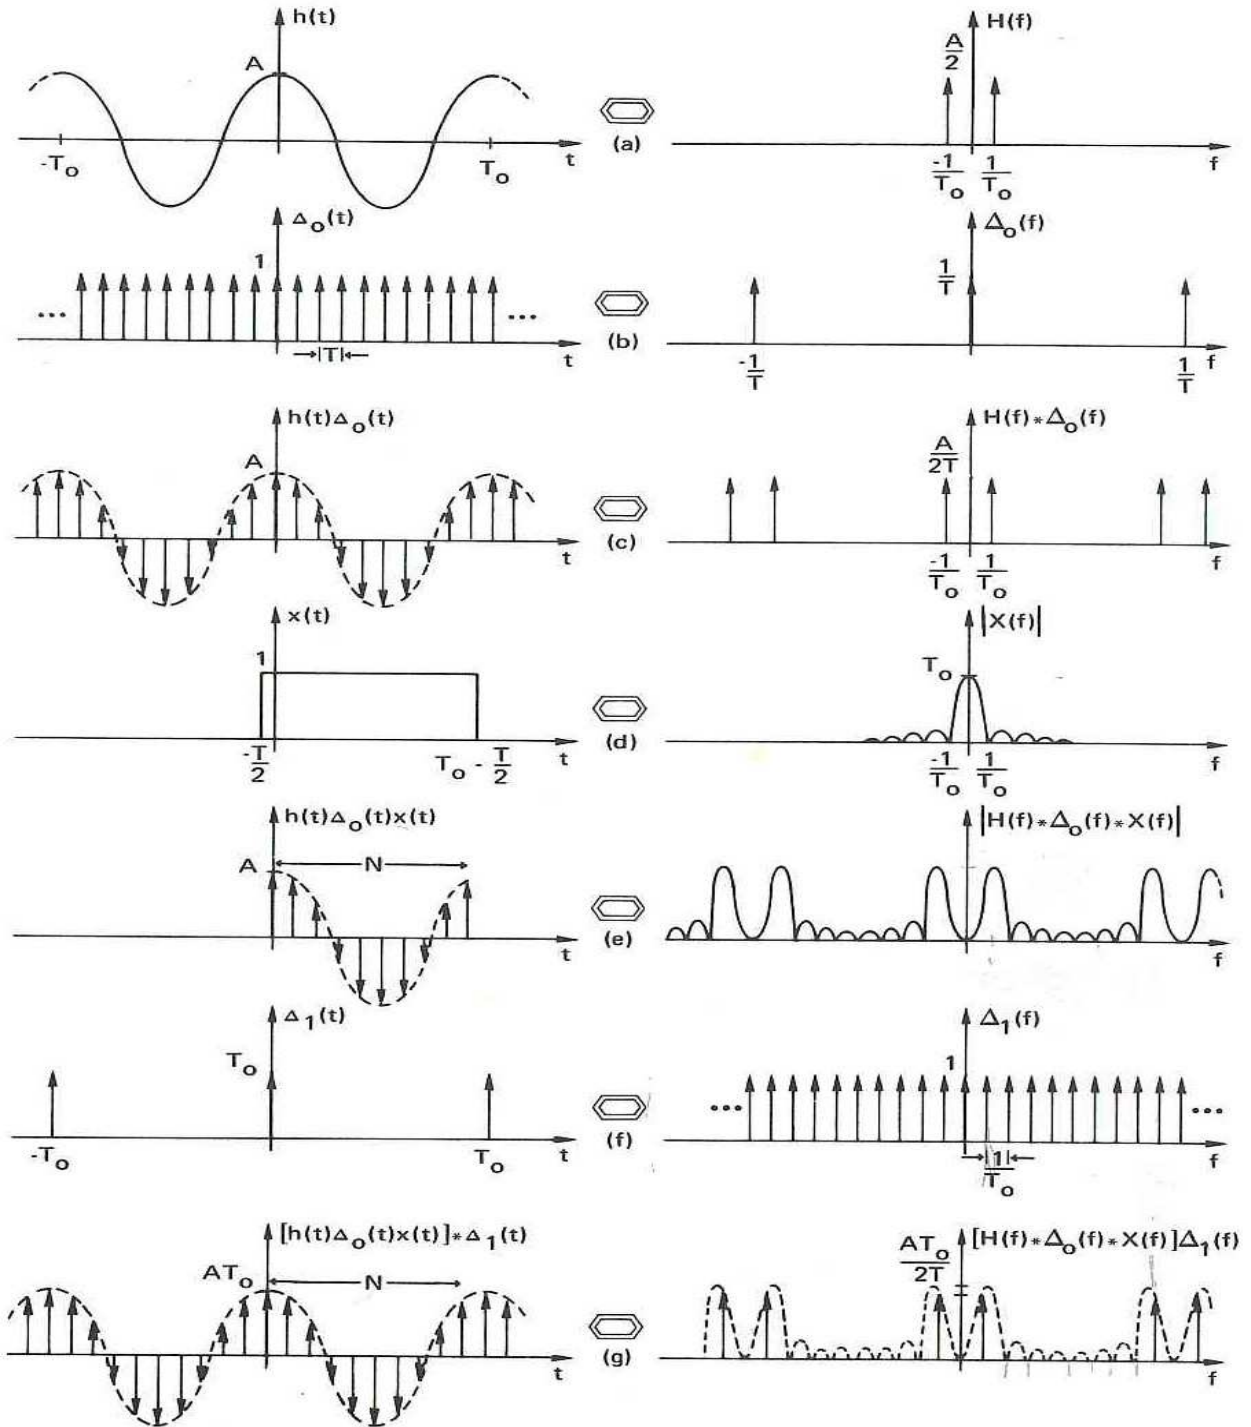 h(t)
A
-T₀
T₀
t
(a)
H(f)
A/2
-1/T₀
1/T₀
f
Δ₀(t)
1
...
...
→|T|←
t
(b)
Δ₀(f)
1/T
-1/T
1/T
f
h(t)Δ₀(t)
A
t
(c)
H(f)*Δ₀(f)
A/2T
-1/T₀
1/T₀
f
x(t)
1
-T/2
T₀ - T/2
t
(d)
|X(f)|
T₀
-1/T₀
1/T₀
f
h(t)Δ₀(t)x(t)
A
N
t
(e)
|H(f)*Δ₀(f)*X(f)|
f
Δ₁(t)
T₀
-T₀
T₀
t
(f)
Δ₁(f)
1
...
...
1/T₀
f
[h(t)Δ₀(t)x(t)]*Δ₁(t)
AT₀
N
t
(g)
[H(f)*Δ₀(f)*X(f)]Δ₁(f)
AT₀/2T
f